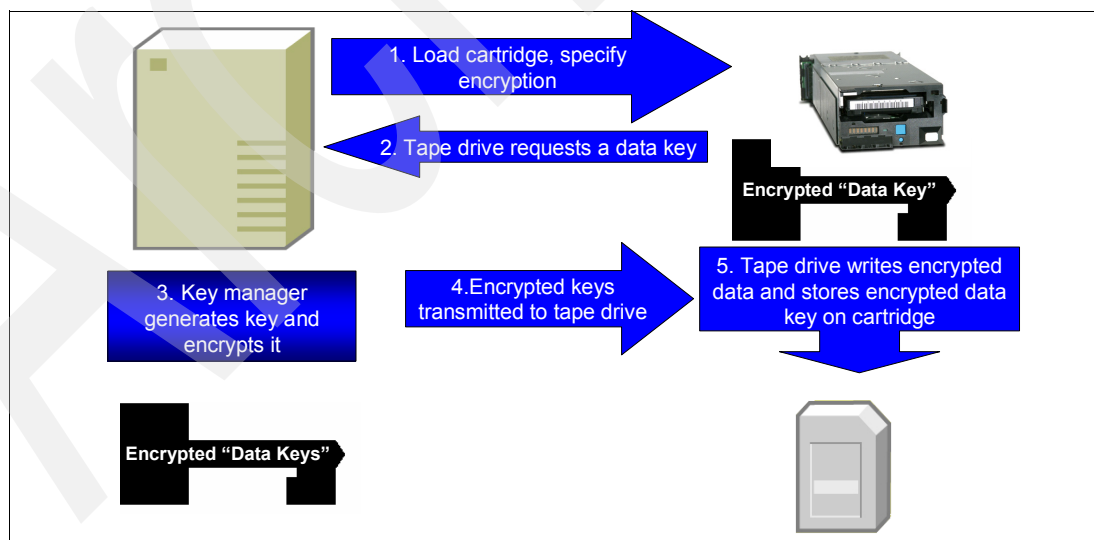 1. Load cartridge, specify
encryption
2. Tape drive requests a data key
Encrypted “Data Key”
3. Key manager
generates key and
encrypts it
4.Encrypted keys
transmitted to tape drive
5. Tape drive writes encrypted
data and stores encrypted data
key on cartridge
Encrypted “Data Keys”